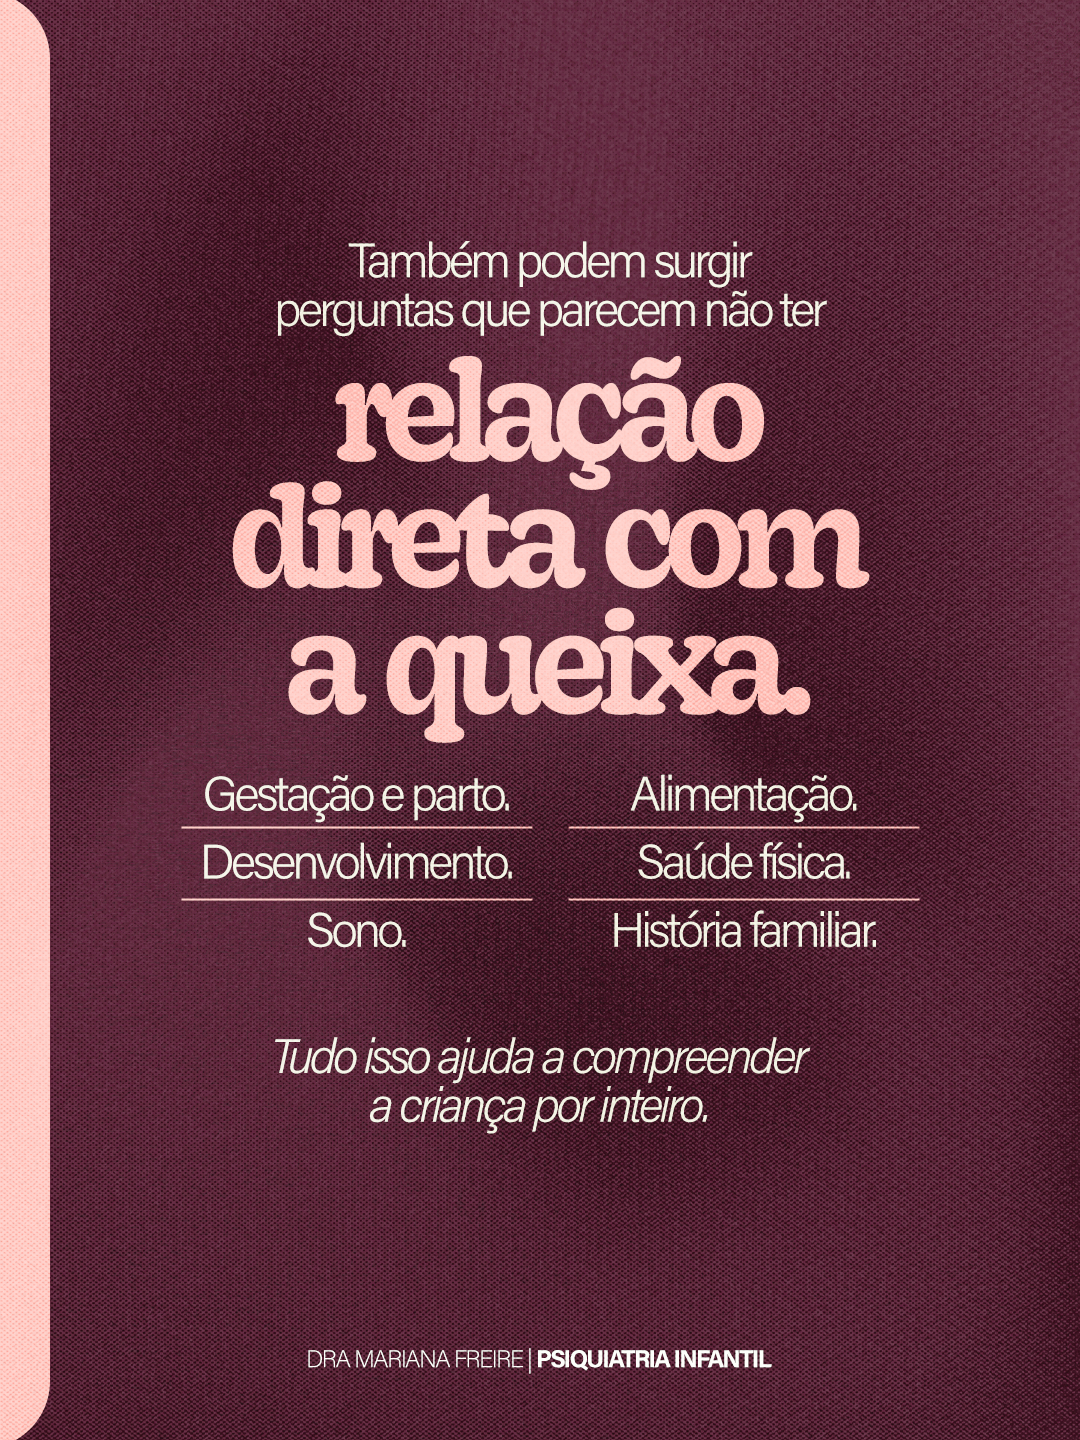 Também podem surgir
perguntas que parecem não ter
relação
direta com
a queixa.
Gestação e parto.
Alimentação.
Desenvolvimento.
Saúde física.
Sono.
História familiar.
Tudo isso ajuda a compreender
a criança por inteiro.
DRA MARIANA FREIRE | PSIQUIATRIA INFANTIL